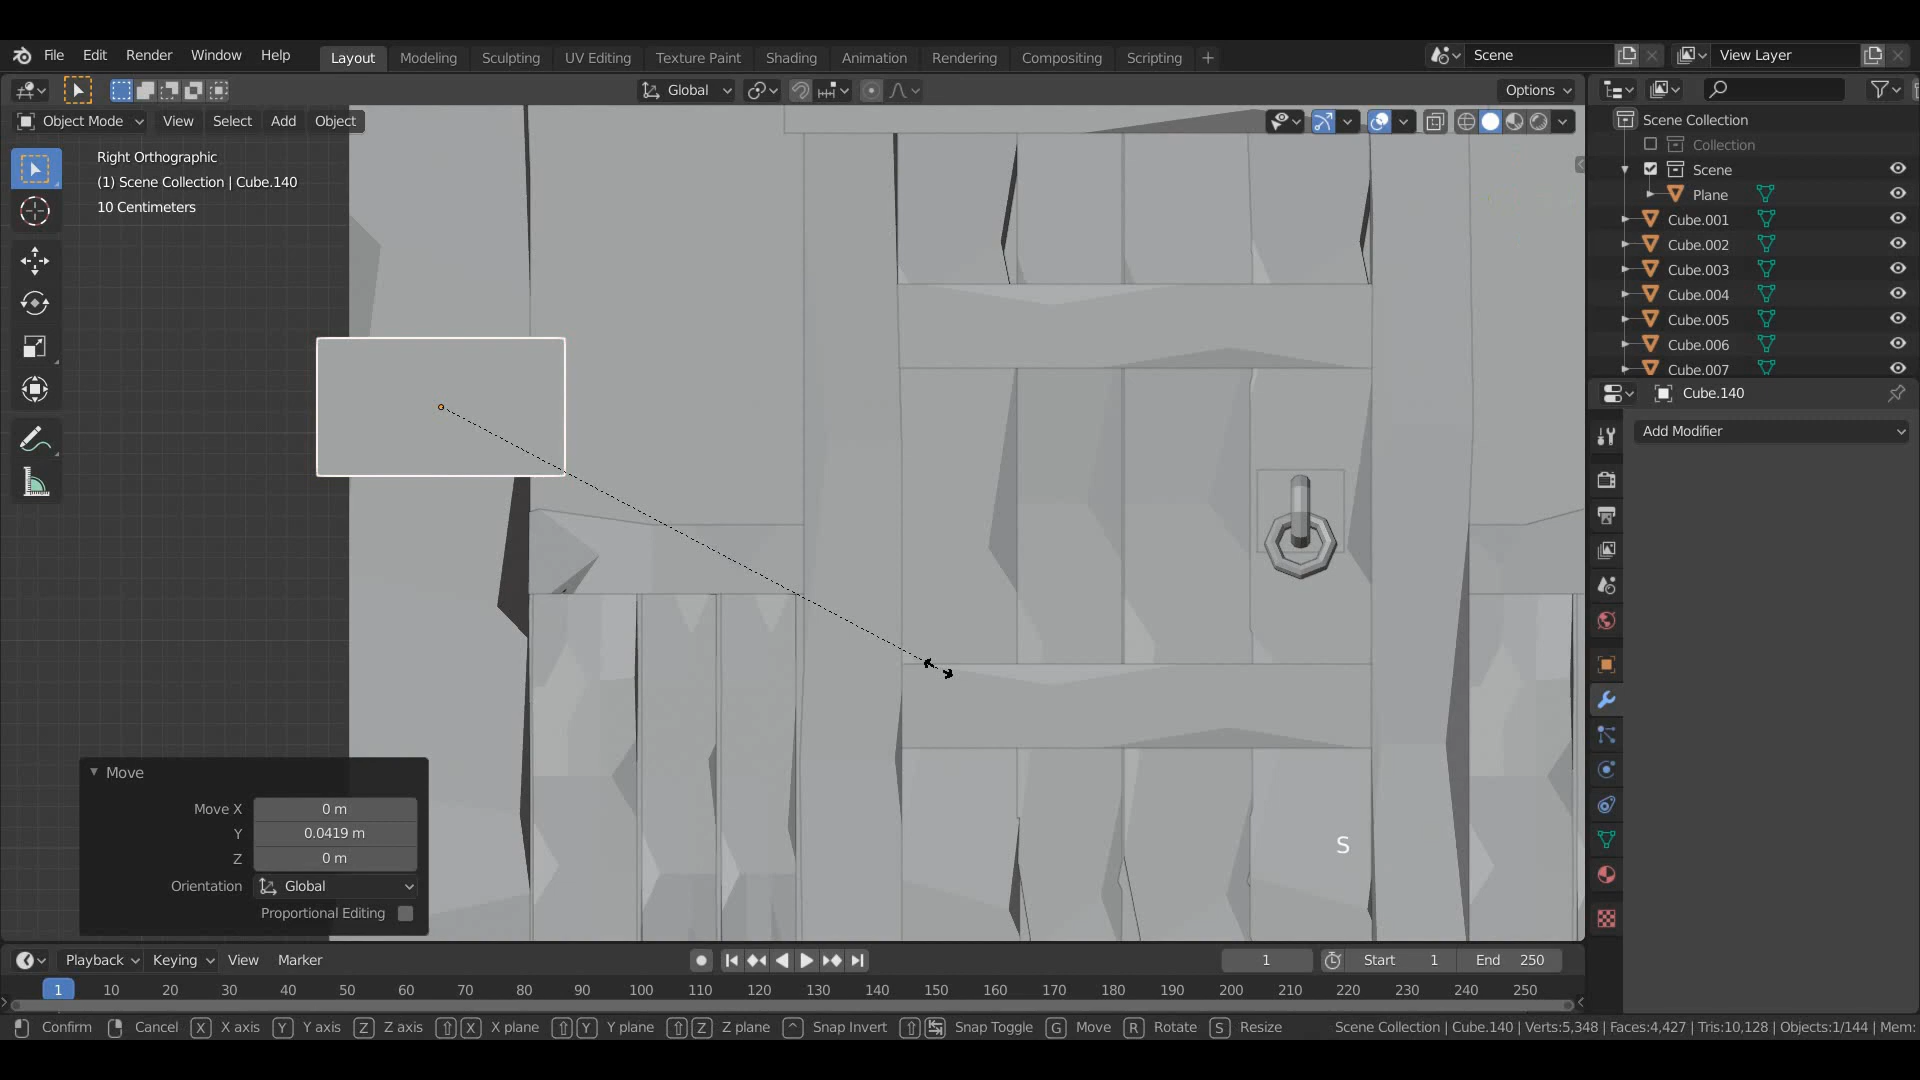 File Edit Render Window Help Layout Modeling Sculpting UV Editing Texture Paint Shading Animation Rendering Compositing Scripting + Scene View Layer
Global Options
Object Mode View Select Add Object
Right Orthographic
(1) Scene Collection | Cube.140
10 Centimeters
Scene Collection
Collection
Scene
Plane
Cube.001
Cube.002
Cube.003
Cube.004
Cube.005
Cube.006
Cube.007
Cube.140
Add Modifier
S
Move
Move X 0 m
Y 0.0419 m
Z 0 m
Orientation Global
Proportional Editing
Playback Keying View Marker 1 Start 1 End 250
1 10 20 30 40 50 60 70 80 90 100 110 120 130 140 150 160 170 180 190 200 210 220 230 240 250
Confirm Cancel X X axis Y Y axis Z Z axis X X plane Y Y plane Z Z plane Snap Invert Snap Toggle G Move R Rotate S Resize Scene Collection | Cube.140 | Verts:5,348 | Faces:4,427 | Tris:10,128 | Objects:1/144 | Mem: